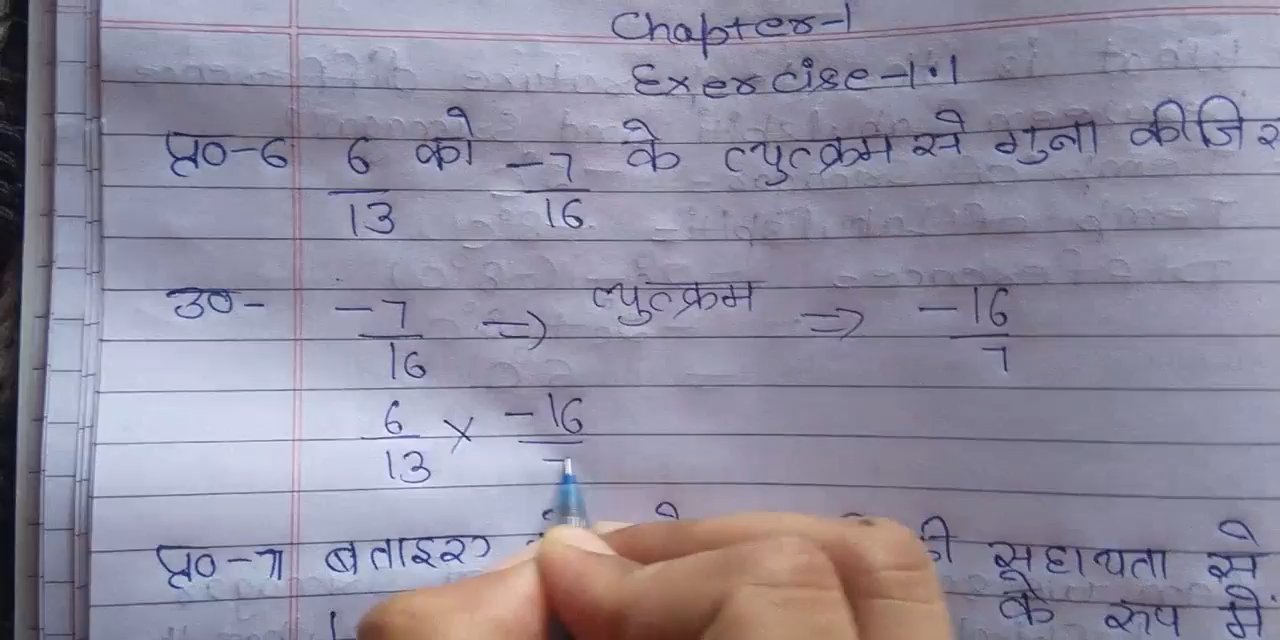 Chapter-1
Exercise-1.1
प्र०-6 6/13 को -7/16 के व्युत्क्रम से गुना कीजिए
उ०- -7/16 => व्युत्क्रम => -16/7
6/13 × -16/
प्र०-7 बताइए सहायता से
के रूप में